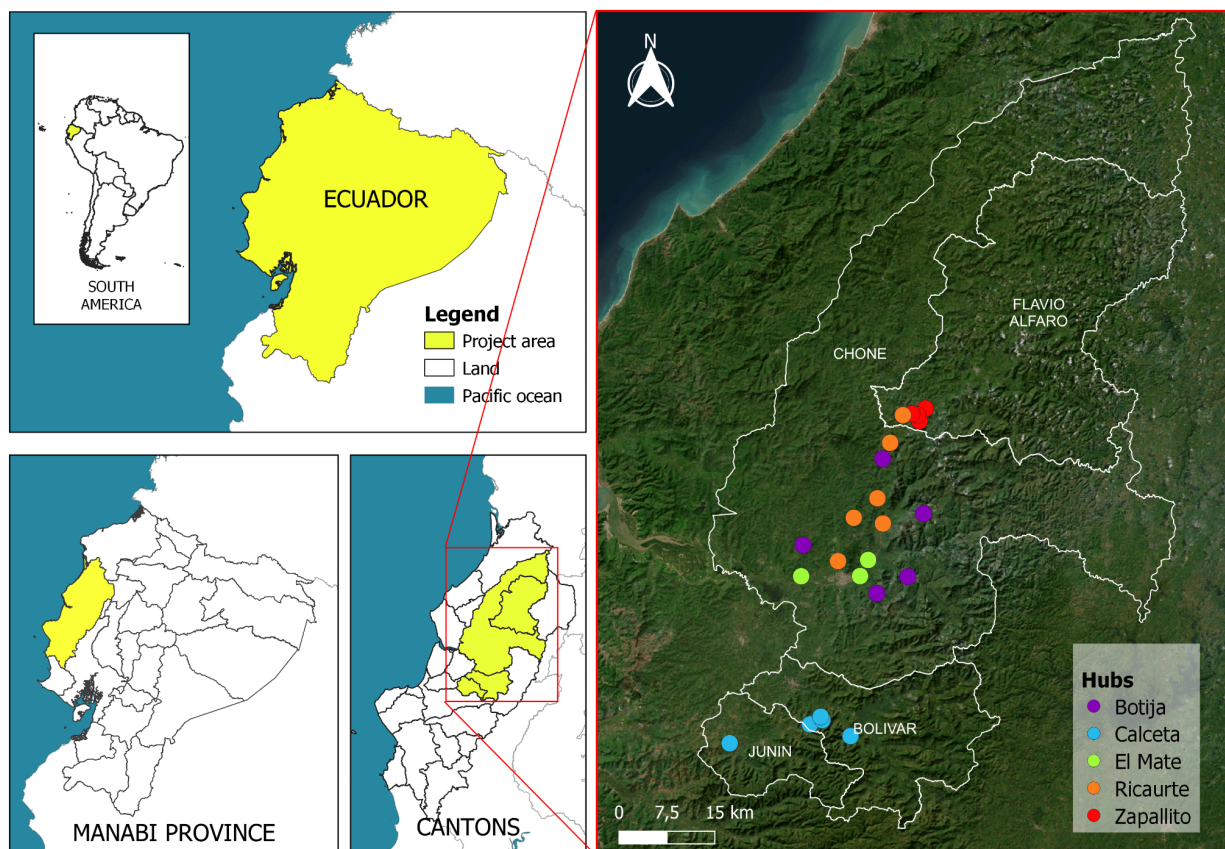 SOUTH
AMERICA
ECUADOR
Legend
Project area
Land
Pacific ocean
MANABI PROVINCE
CANTONS
N
FLAVIO
ALFARO
CHONE
BOLIVAR
JUNIN
0 7,5 15 km
Hubs
Botija
Calceta
El Mate
Ricaurte
Zapallito